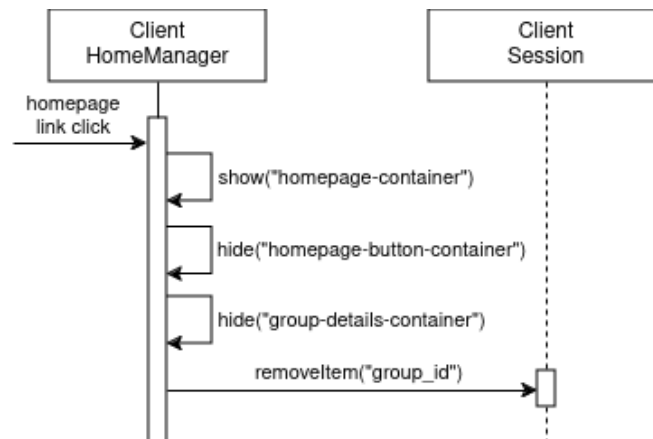 Client
HomeManager
Client
Session
homepage
link click
show("homepage-container")
hide("homepage-button-container")
hide("group-details-container")
removeItem("group_id")